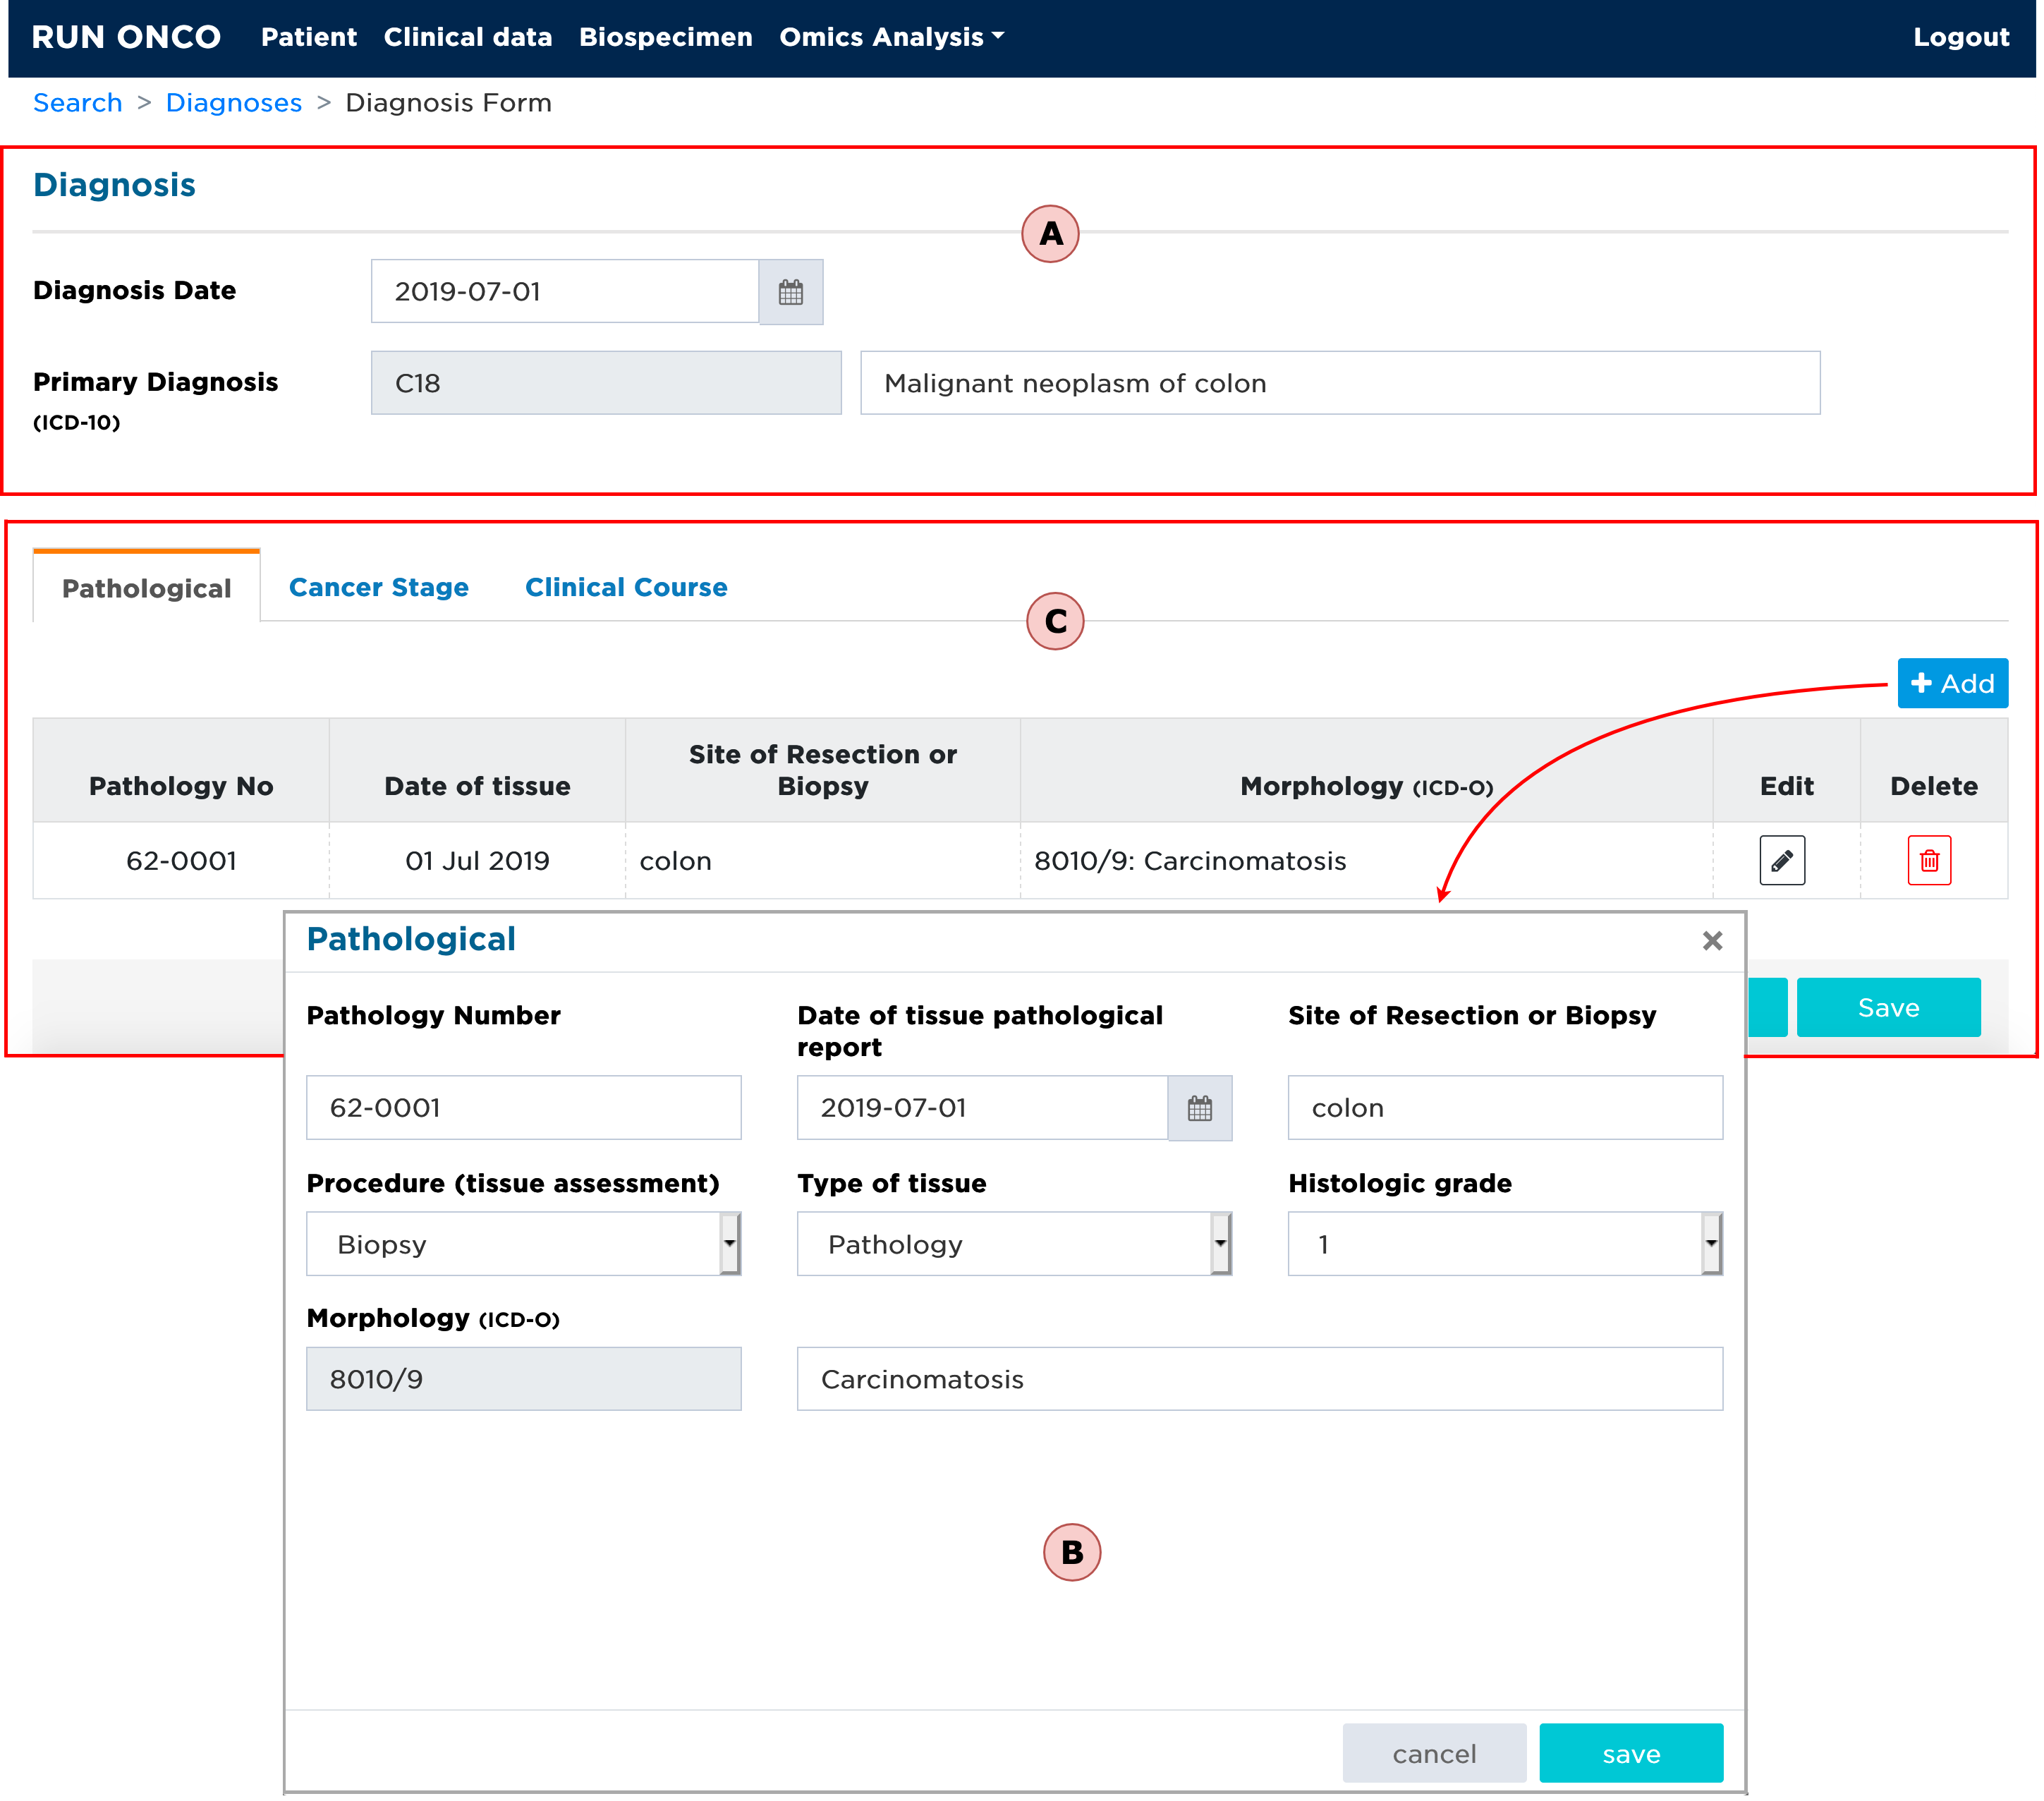 RUN ONCO Patient Clinical data Biospecimen Omics Analysis Logout
Search > Diagnoses > Diagnosis Form
Diagnosis
A
Diagnosis Date 2019-07-01
Primary Diagnosis C18 Malignant neoplasm of colon
(ICD-10)
Pathological Cancer Stage Clinical Course
C
+ Add
Pathology No Date of tissue Site of Resection or Biopsy Morphology (ICD-O) Edit Delete
62-0001 01 Jul 2019 colon 8010/9: Carcinomatosis
Save
Pathological ×
Pathology Number Date of tissue pathological report Site of Resection or Biopsy
62-0001 2019-07-01 colon
Procedure (tissue assessment) Type of tissue Histologic grade
Biopsy Pathology 1
Morphology (ICD-O)
8010/9 Carcinomatosis
B
cancel save